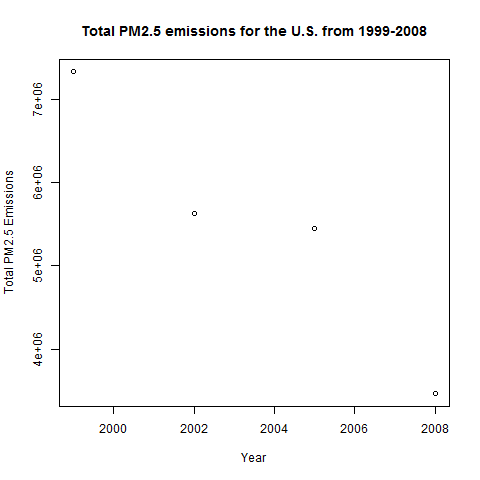 Total PM2.5 emissions for the U.S. from 1999-2008
Total PM2.5 Emissions
7e+06
6e+06
5e+06
4e+06
2000 2002 2004 2006 2008
Year